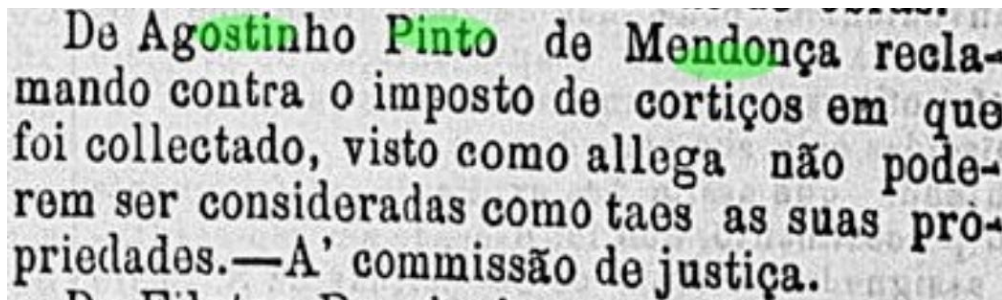 obras.
De Agostinho Pinto de Mendonça recla-
mando contra o imposto de cortiços em que
foi collectado, visto como allega não pode-
rem ser consideradas como taes as suas pro-
priedades.—A' commissão de justiça.